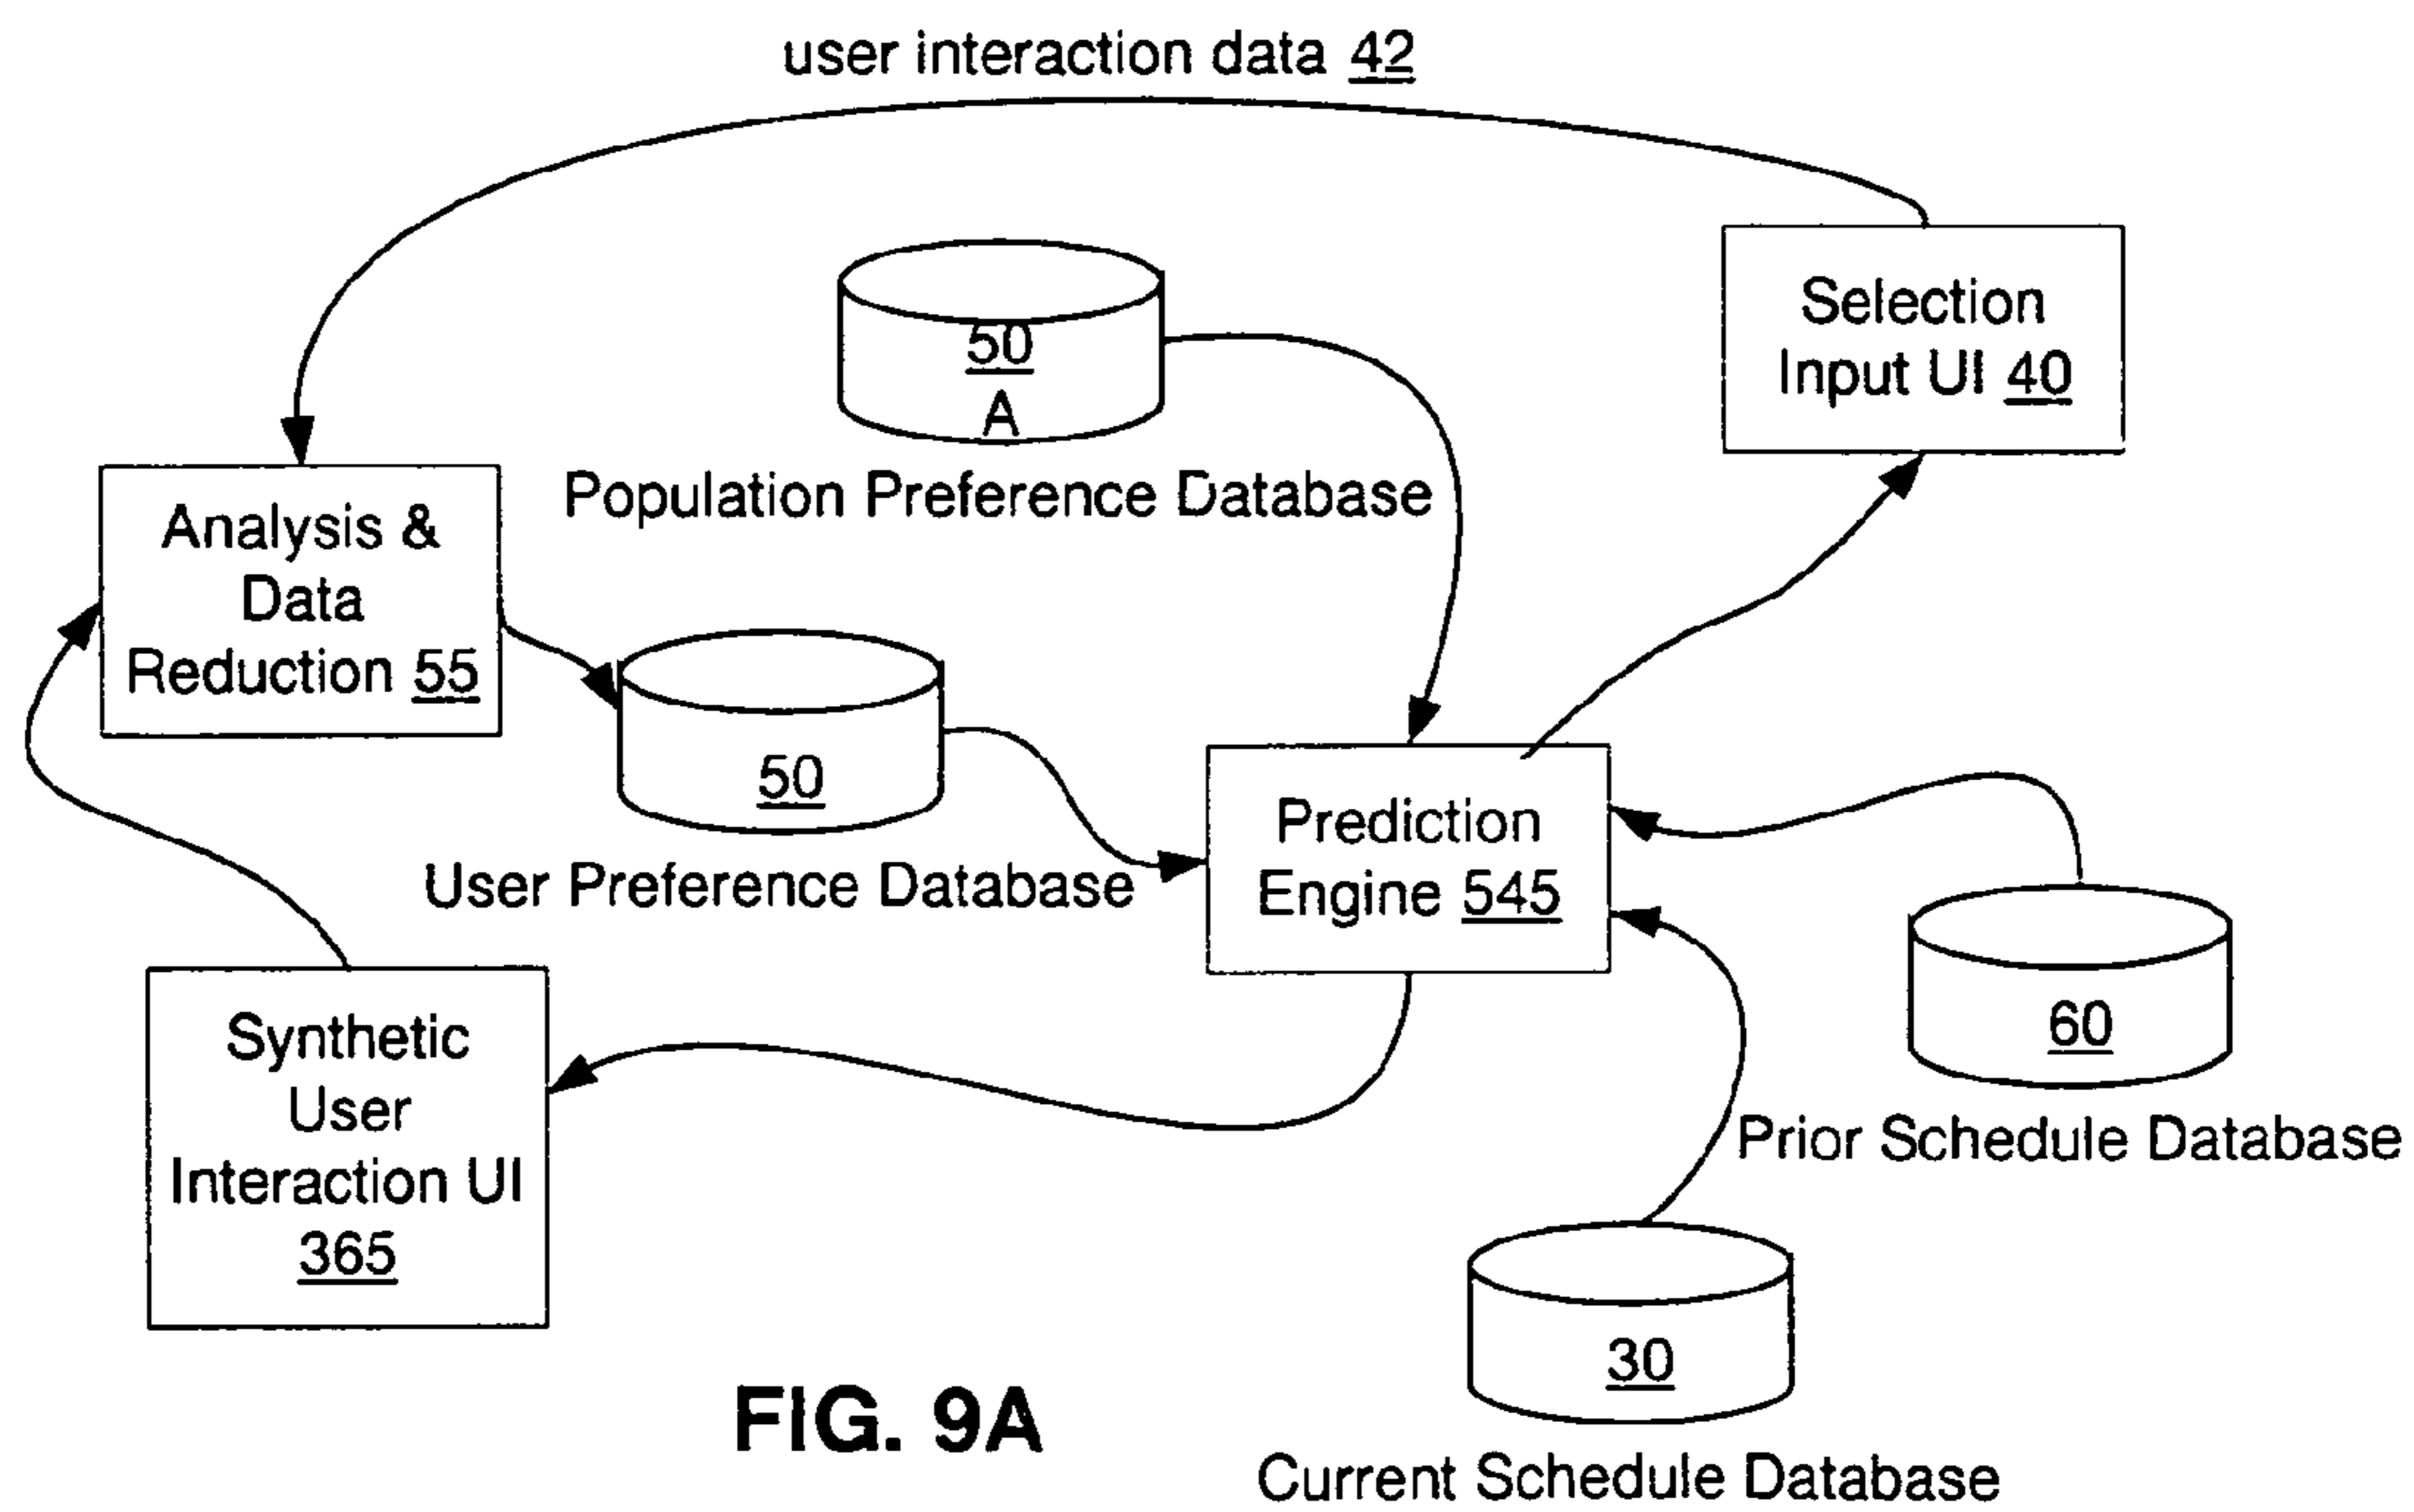 user interaction data 42
50
A
Population Preference Database
Selection
Input UI 40
Analysis &
Data
Reduction 55
50
User Preference Database
Prediction
Engine 545
60
Prior Schedule Database
Synthetic
User
Interaction UI
365
30
Current Schedule Database
FIG. 9A